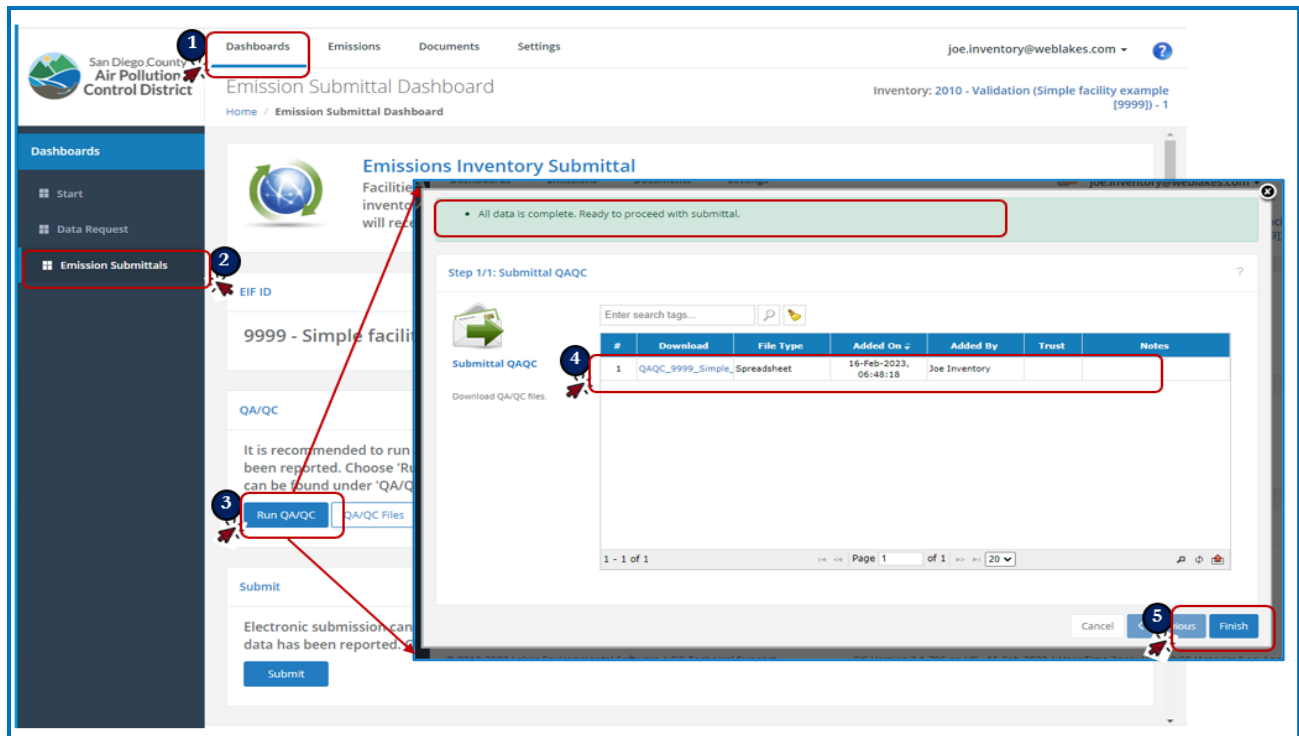 1
Dashboards
Emissions
Documents
Settings
joe.inventory@weblakes.com
?
San Diego County
Air Pollution
Control District
Emission Submittal Dashboard
Home / Emission Submittal Dashboard
Inventory: 2010 - Validation (Simple facility example
[9999]) - 1
Dashboards
Start
Data Request
Emission Submittals
2
Emissions Inventory Submittal
Facilitie
invento
will rece
EIF ID
9999 - Simple facilit
QA/QC
It is recommended to run
been reported. Choose 'Ru
can be found under 'QA/Q
3
Run QA/QC
QA/QC Files
Submit
Electronic submission can
data has been reported.
Submit
joe.inventory@weblakes.com
All data is complete. Ready to proceed with submittal.
Step 1/1: Submittal QAQC
?
Enter search tags...
Submittal QAQC
Download QA/QC files.
# Download File Type Added On Added By Trust Notes
4
1 QAQC_9999_Simple_ Spreadsheet 16-Feb-2023, Joe Inventory
06:48:18
1 - 1 of 1
Page 1 of 1
20
5
Cancel
ious
Finish